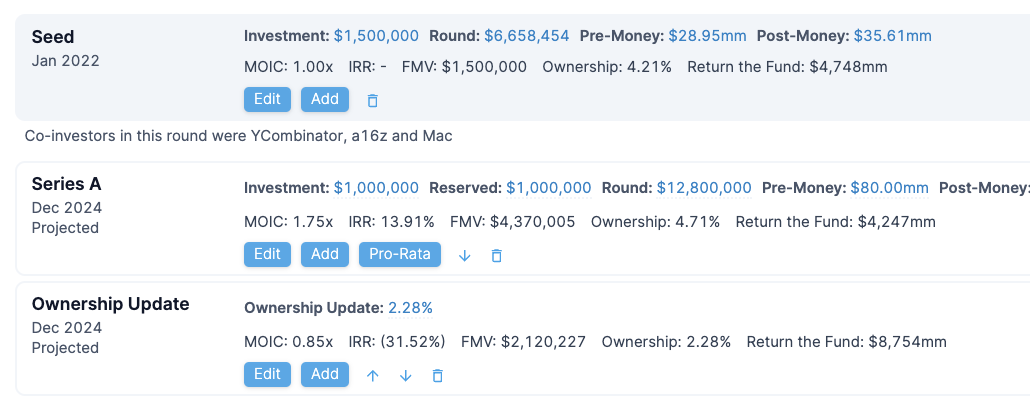 Seed
Jan 2022
Investment: $1,500,000 Round: $6,658,454 Pre-Money: $28.95mm Post-Money: $35.61mm
MOIC: 1.00x IRR: - FMV: $1,500,000 Ownership: 4.21% Return the Fund: $4,748mm
Edit Add
Co-investors in this round were YCombinator, a16z and Mac
Series A
Dec 2024
Projected
Investment: $1,000,000 Reserved: $1,000,000 Round: $12,800,000 Pre-Money: $80.00mm Post-Money:
MOIC: 1.75x IRR: 13.91% FMV: $4,370,005 Ownership: 4.71% Return the Fund: $4,247mm
Edit Add Pro-Rata
Ownership Update
Dec 2024
Projected
Ownership Update: 2.28%
MOIC: 0.85x IRR: (31.52%) FMV: $2,120,227 Ownership: 2.28% Return the Fund: $8,754mm
Edit Add